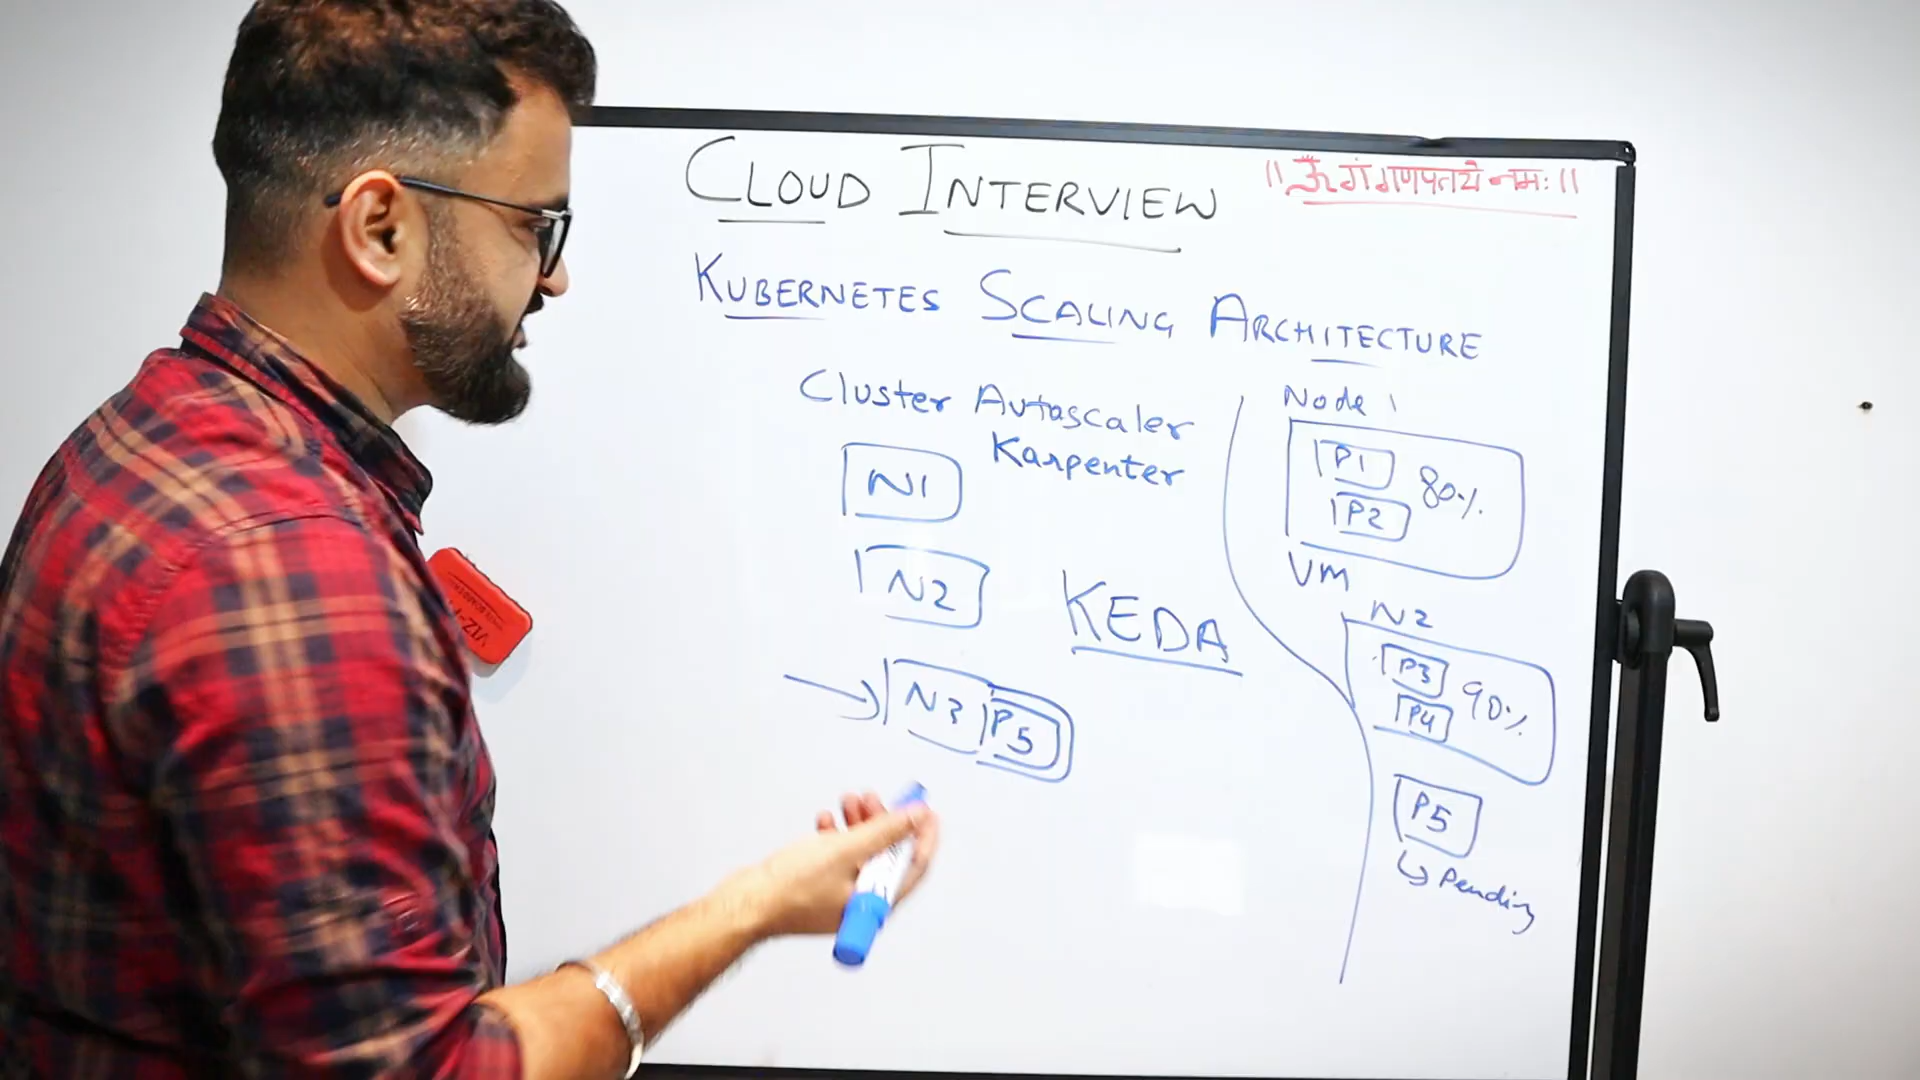 CLOUD INTERVIEW
॥ ॐ गं गणपतये नमः ॥
KUBERNETES SCALING ARCHITECTURE
Cluster Autoscaler
Karpenter
N1
N2
N3
P5
KEDA
Node 1
P1
P2
80%
VM
N2
P3
P4
90%
P5
↳ Pending
VIZ-